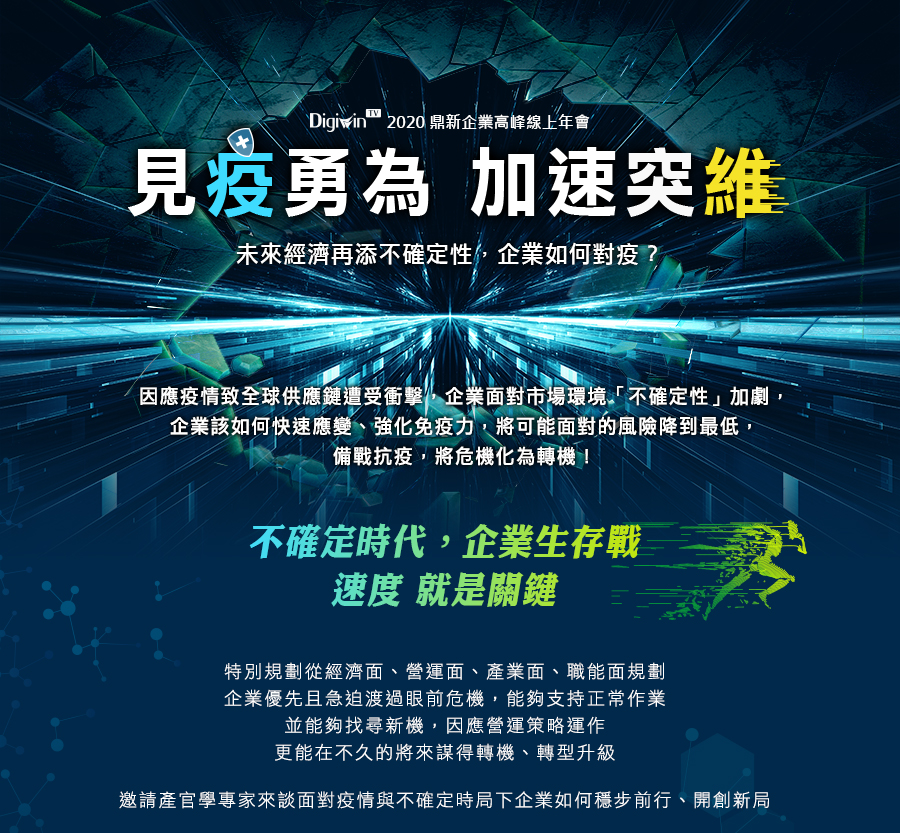 Digiwin TV 2020 鼎新企業高峰線上年會
見疫勇為 加速突維
未來經濟再添不確定性，企業如何對疫？
因應疫情致全球供應鏈遭受衝擊，企業面對市場環境「不確定性」加劇，
企業該如何快速應變、強化免疫力，將可能面對的風險降到最低，
備戰抗疫，將危機化為轉機！
不確定時代，企業生存戰
速度 就是關鍵
特別規劃從經濟面、營運面、產業面、職能面規劃
企業優先且急迫渡過眼前危機，能夠支持正常作業
並能夠找尋新機，因應營運策略運作
更能在不久的將來謀得轉機、轉型升級
邀請產官學專家來談面對疫情與不確定時局下企業如何穩步前行、開創新局